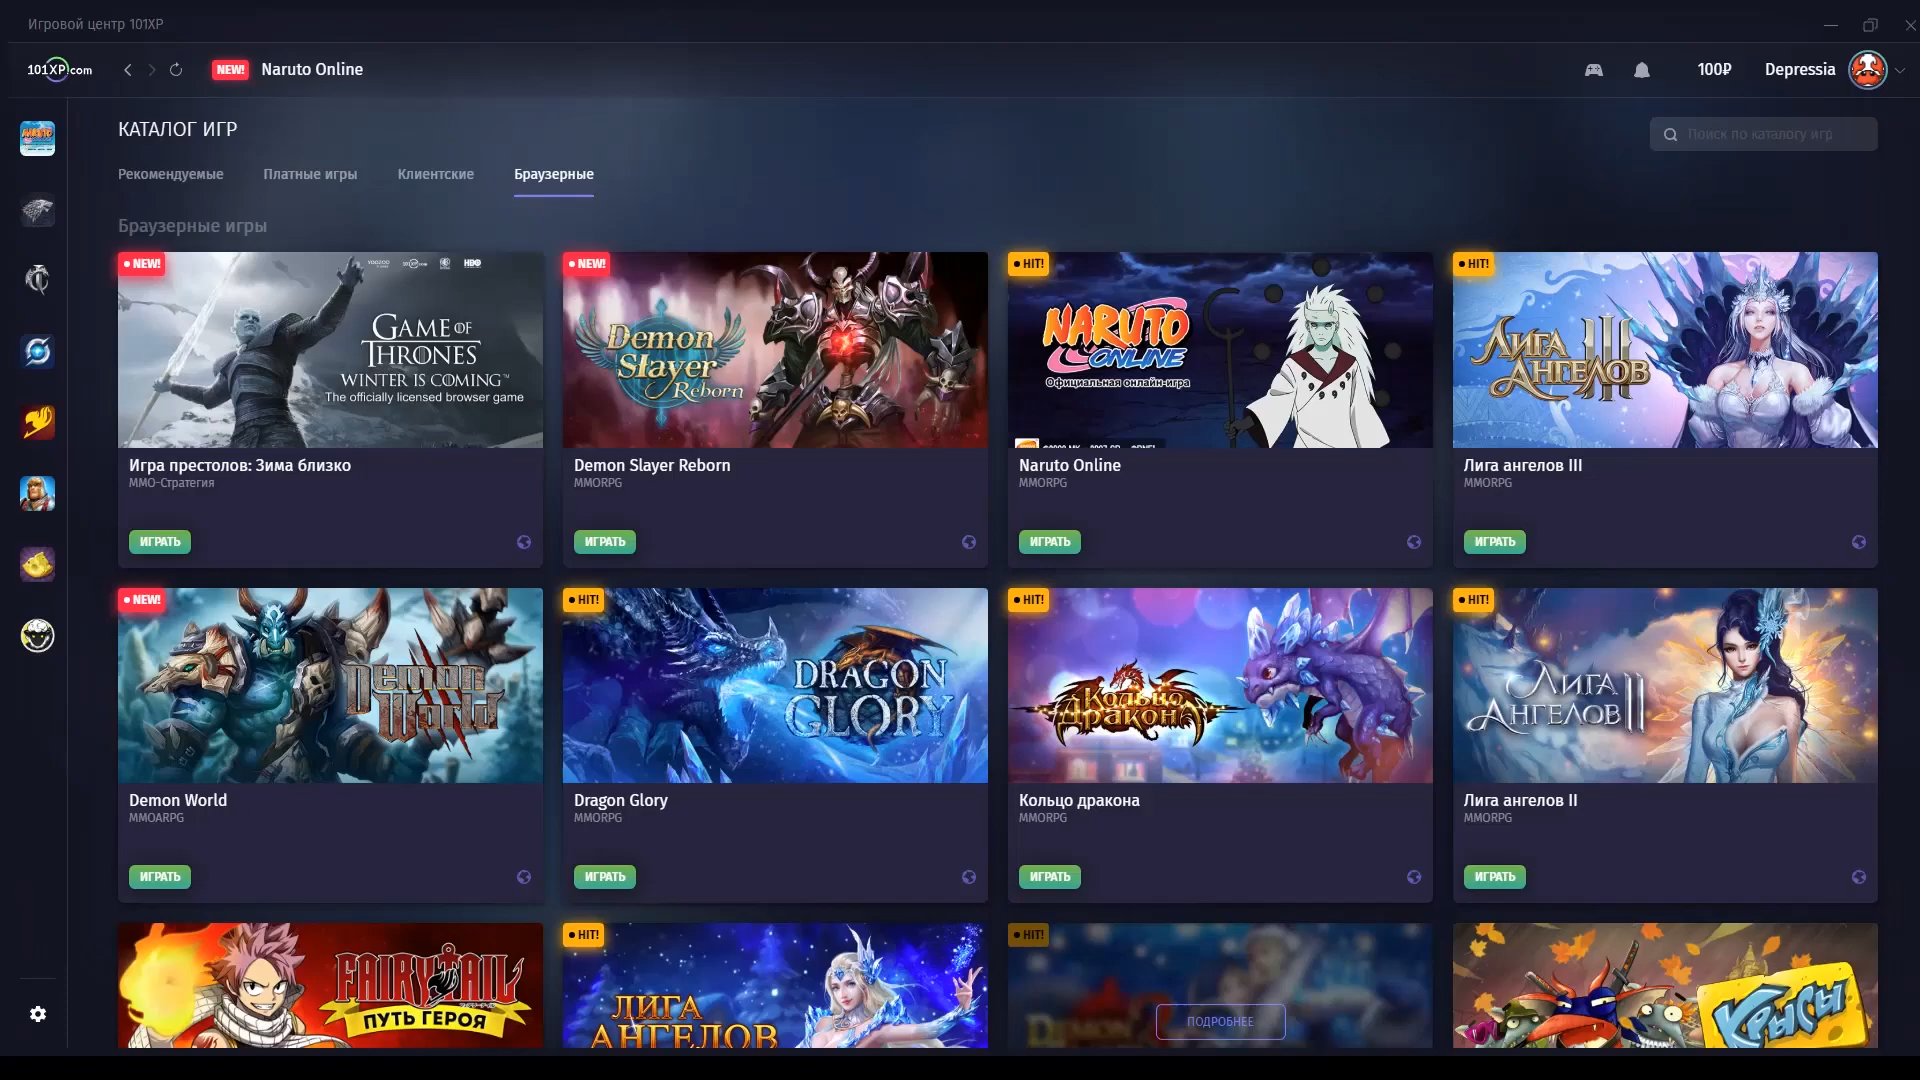 Игровой центр 101XP
101XP.com
NEW!
Naruto Online
100₽
Depressia
КАТАЛОГ ИГР
Поиск по каталогу игр
Рекомендуемые
Платные игры
Клиентские
Браузерные
Браузерные игры
NEW!
HBO
GAME OF
THRONES
WINTER IS COMING™
The officially licensed browser game
Игра престолов: Зима близко
ММО-Стратегия
ИГРАТЬ
NEW!
Demon
Slayer
Reborn
Demon Slayer Reborn
MMORPG
ИГРАТЬ
HIT!
NARUTO
ONLINE
Официальная онлайн-игра
Naruto Online
MMORPG
ИГРАТЬ
HIT!
ЛИГА
АНГЕЛОВ
III
Лига ангелов III
MMORPG
ИГРАТЬ
NEW!
Demon
World
Demon World
MMOARPG
ИГРАТЬ
HIT!
DRAGON
GLORY
Dragon Glory
MMORPG
ИГРАТЬ
HIT!
Кольцо
Дракона
Кольцо дракона
MMORPG
ИГРАТЬ
HIT!
ЛИГА
АНГЕЛОВ II
Лига ангелов II
MMORPG
ИГРАТЬ
FAIRY TAIL
ПУТЬ ГЕРОЯ
HIT!
ЛИГА
АНГЕЛОВ
HIT!
ПОДРОБНЕЕ
КРЫСЫ